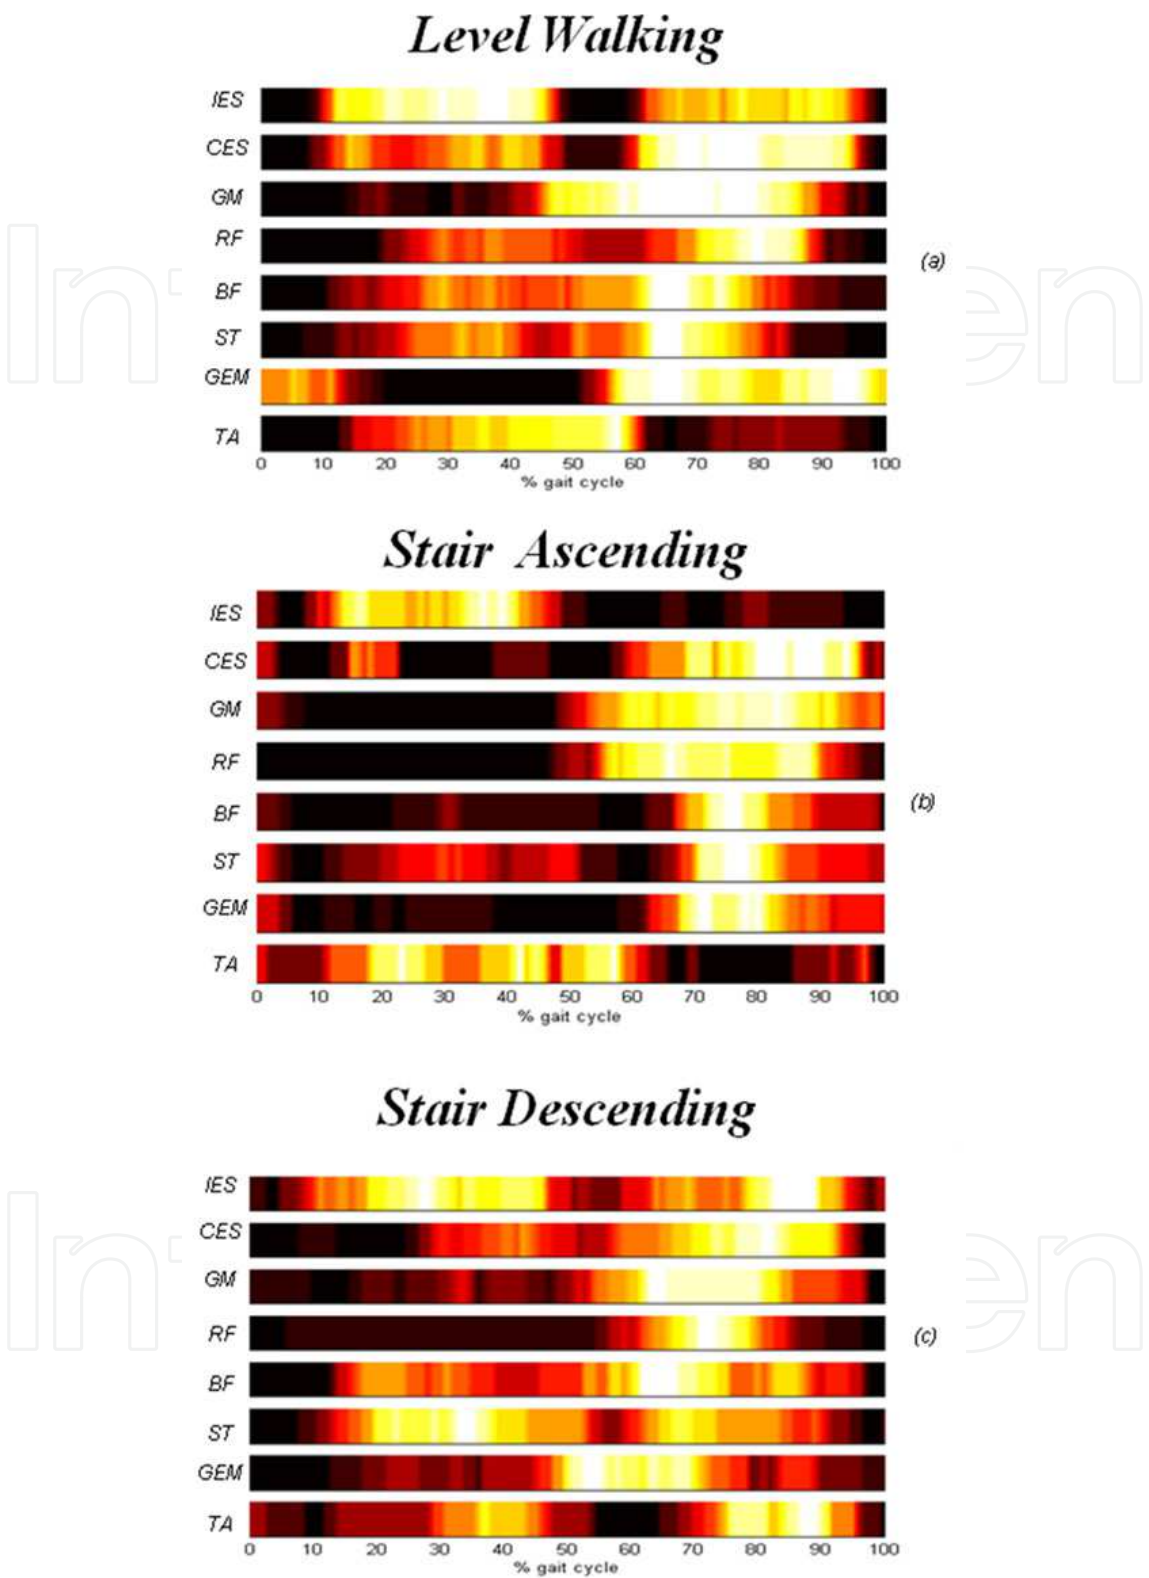 Level Walking
IES
CES
GM
RF
(a)
BF
ST
GEM
TA
0 10 20 30 40 50 60 70 80 90 100
% gait cycle
Stair Ascending
IES
CES
GM
RF
(b)
BF
ST
GEM
TA
0 10 20 30 40 50 60 70 80 90 100
% gait cycle
Stair Descending
IES
CES
GM
RF
(c)
BF
ST
GEM
TA
0 10 20 30 40 50 60 70 80 90 100
% gait cycle